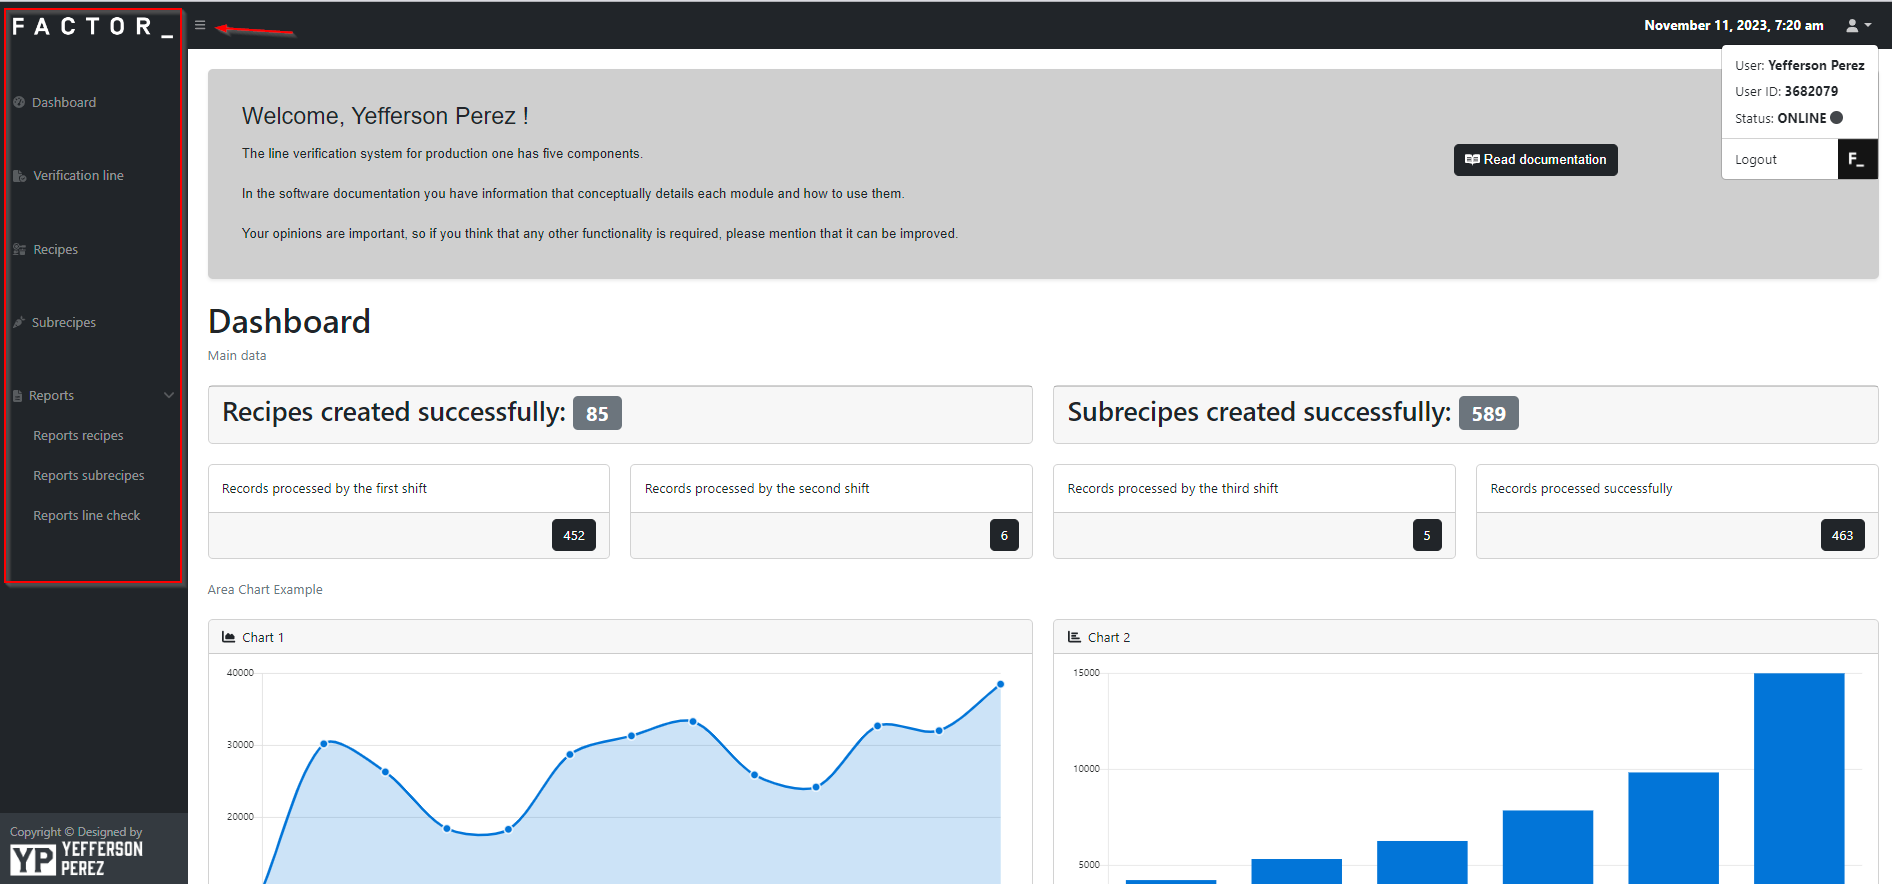 FACTOR_
November 11, 2023, 7:20 am
User: Yefferson Perez
User ID: 3682079
Status: ONLINE
Logout
F_
Dashboard
Verification line
Recipes
Subrecipes
Reports
Reports recipes
Reports subrecipes
Reports line check
Copyright © Designed by
YP YEFFERSON
PEREZ
Welcome, Yefferson Perez !
The line verification system for production one has five components.
In the software documentation you have information that conceptually details each module and how to use them.
Your opinions are important, so if you think that any other functionality is required, please mention that it can be improved.
Read documentation
Dashboard
Main data
Recipes created successfully: 85
Subrecipes created successfully: 589
Records processed by the first shift
452
Records processed by the second shift
6
Records processed by the third shift
5
Records processed successfully
463
Area Chart Example
Chart 1
40000
30000
20000
Chart 2
15000
10000
5000